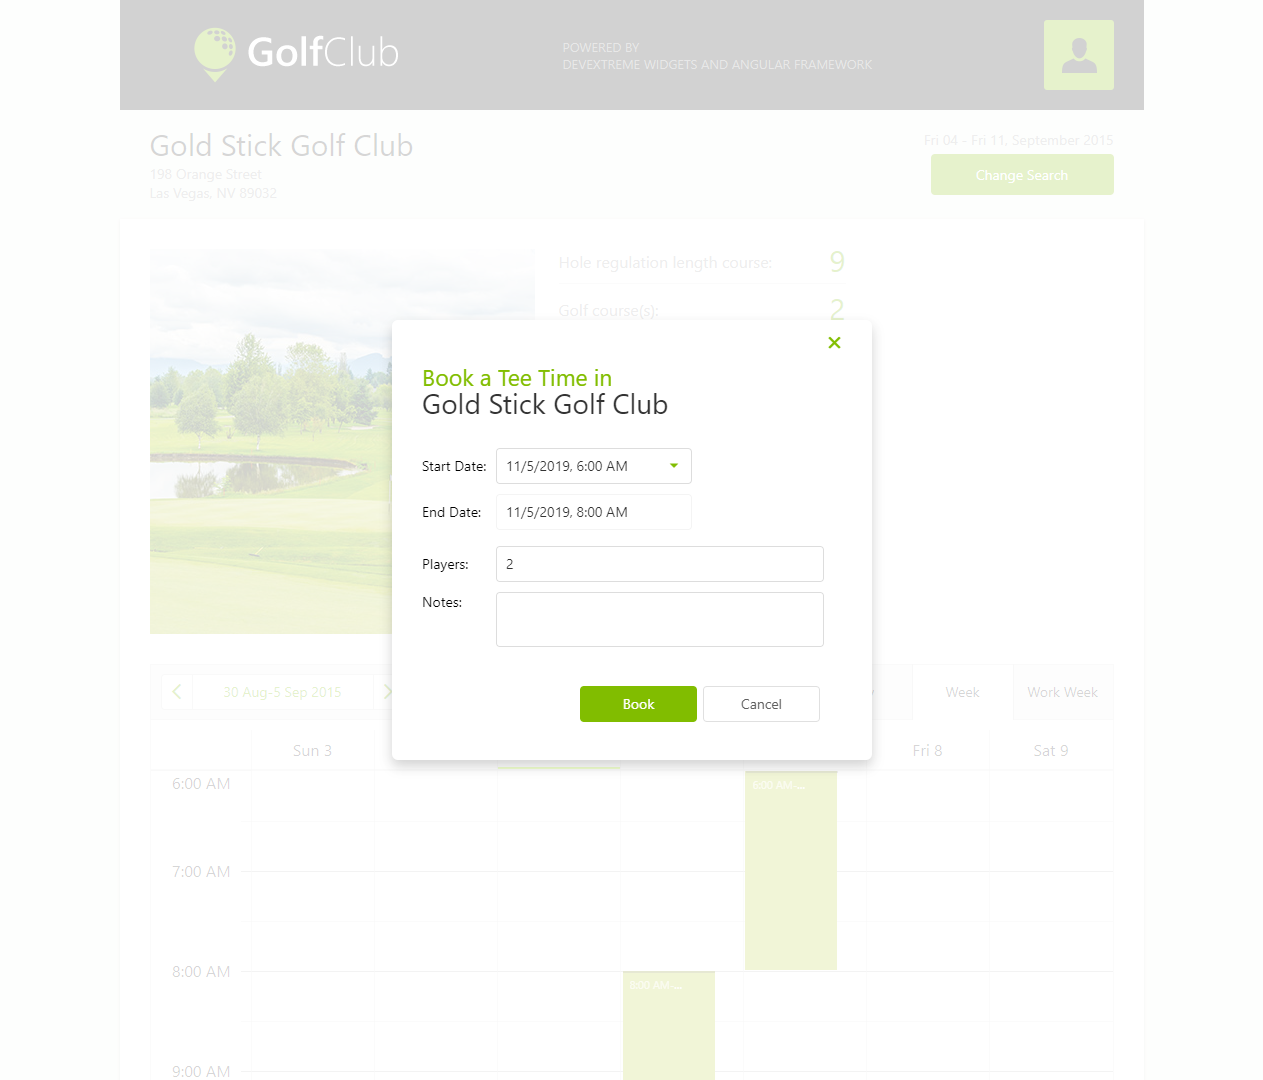 GolfClub
POWERED BY
DEVEXTREME WIDGETS AND ANGULAR FRAMEWORK
Gold Stick Golf Club
198 Orange Street
Las Vegas, NV 89032
Fri 04 - Fri 11, September 2015
Change Search
Hole regulation length course: 9
Golf course(s): 2
Book a Tee Time in
Gold Stick Golf Club
Start Date: 11/5/2019, 6:00 AM
End Date: 11/5/2019, 8:00 AM
Players: 2
Notes:
Book Cancel
30 Aug-5 Sep 2015 Week Work Week
Sun 3 Fri 8 Sat 9
6:00 AM
6:00 AM-...
7:00 AM
8:00 AM
8:00 AM-...
9:00 AM